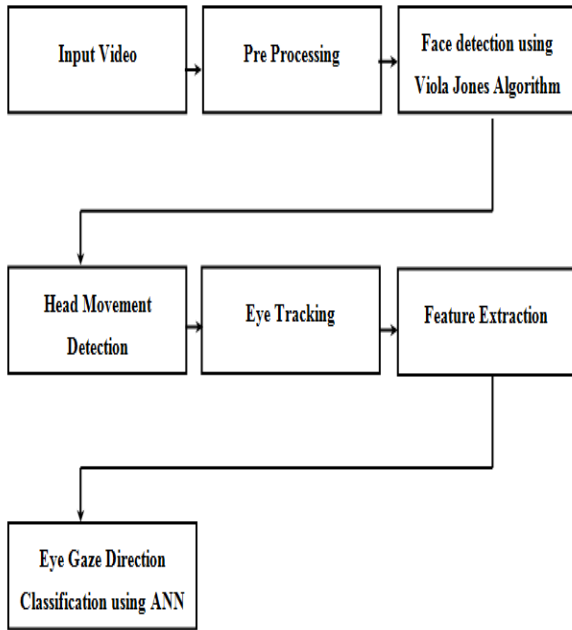 Input Video
Pre Processing
Face detection using
Viola Jones Algorithm
Head Movement
Detection
Eye Tracking
Feature Extraction
Eye Gaze Direction
Classification using ANN